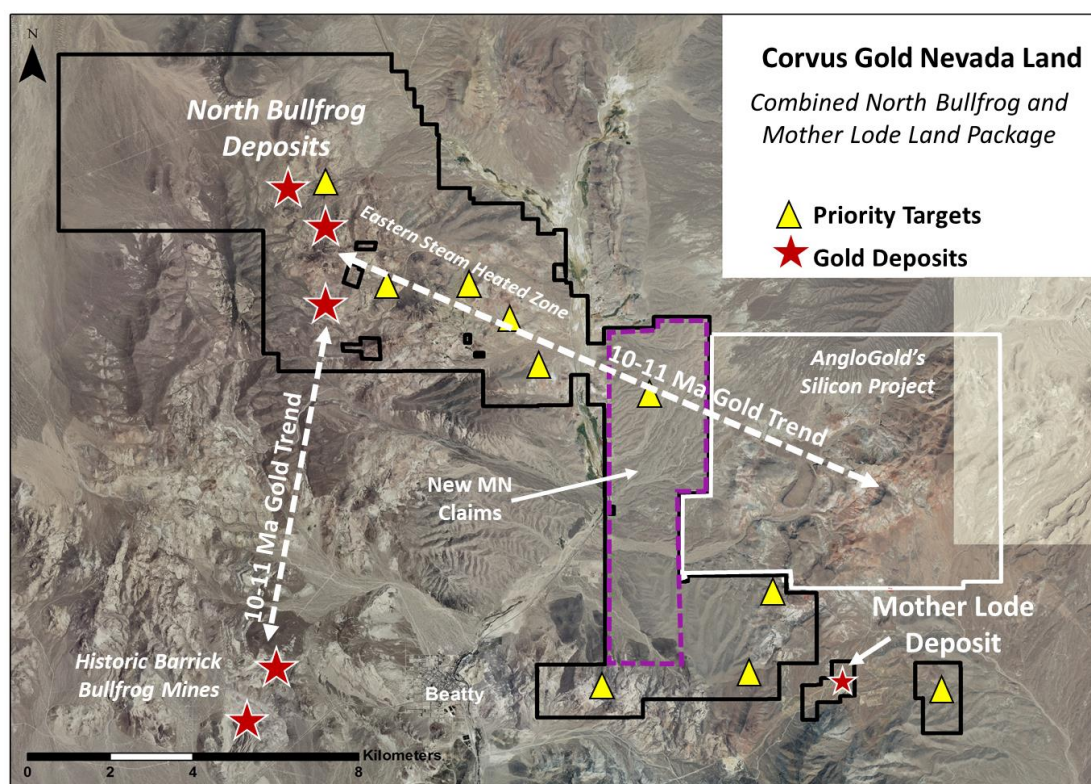 N
Corvus Gold Nevada Land
Combined North Bullfrog and
Mother Lode Land Package
Priority Targets
Gold Deposits
North Bullfrog
Deposits
Eastern Steam Heated Zone
10-11 Ma Gold Trend
AngloGold's
Silicon Project
New MN
Claims
10-11 Ma Gold Trend
Mother Lode
Deposit
Historic Barrick
Bullfrog Mines
Beatty
Kilometers
0 2 4 8